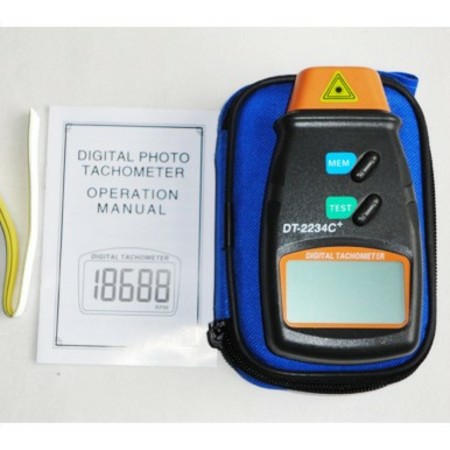 DIGITAL PHOTO
TACHOMETER
OPERATION
MANUAL
DIGITAL TACHOMETER
18688
RPM
MEM
TEST
DT-2234C+
DIGITAL TACHOMETER